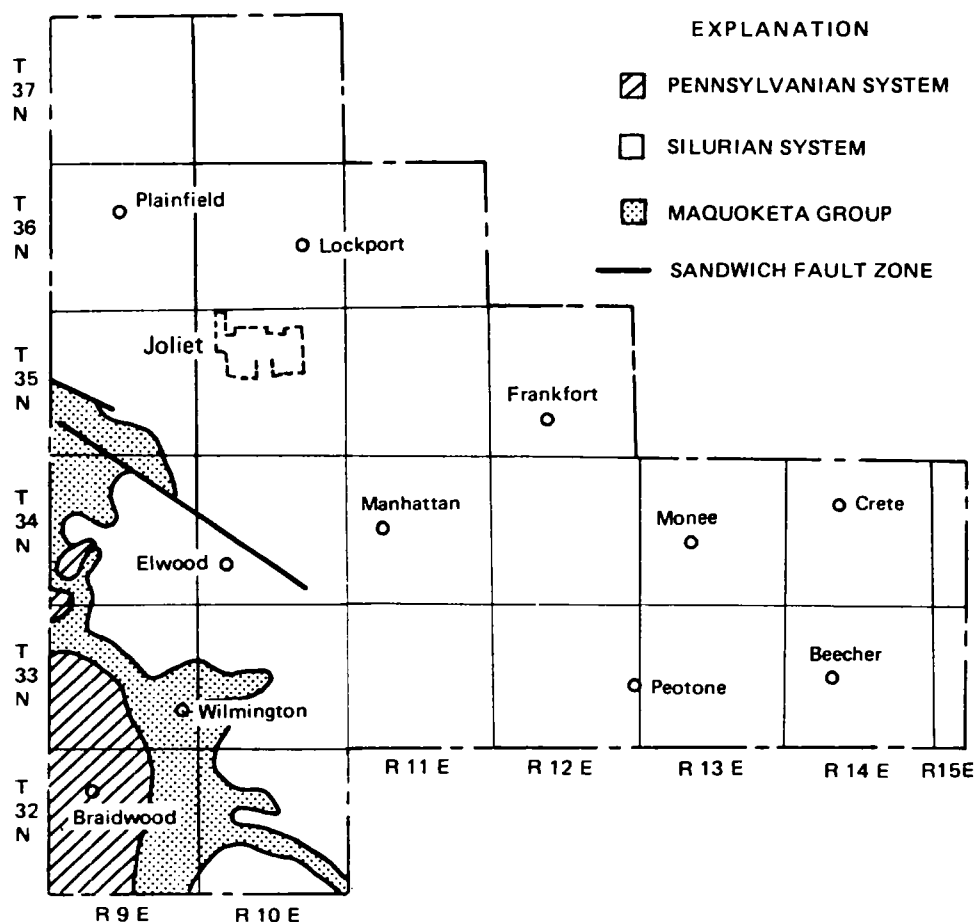 EXPLANATION
PENNSYLVANIAN SYSTEM
SILURIAN SYSTEM
MAQUOKETA GROUP
SANDWICH FAULT ZONE
T
37
N
T
36
N
Plainfield
Lockport
T
35
N
Joliet
Frankfort
T
34
N
Manhattan
Monee
Crete
Elwood
T
33
N
Wilmington
Peotone
Beecher
R 11 E
R 12 E
R 13 E
R 14 E
R15E
T
32
N
Braidwood
R 9 E
R 10 E